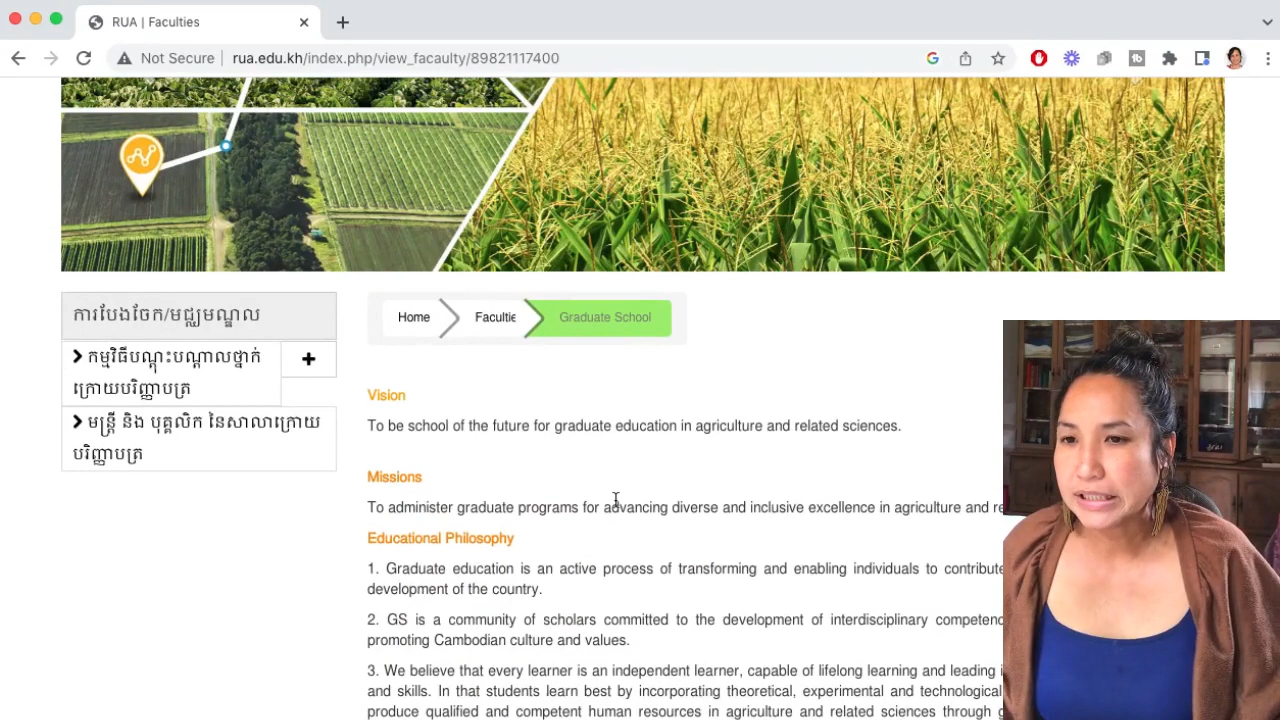 RUA | Faculties
Not Secure
rua.edu.kh/index.php/view_facaulty/89821117400
ការបែងចែក/មជ្ឈមណ្ឌល
កម្មវិធីបណ្តុះបណ្តាលថ្នាក់
ក្រោយបរិញ្ញាបត្រ
មន្ត្រី និង បុគ្គលិក នៃសាលាក្រោយ
បរិញ្ញាបត្រ
Home
Facultie
Graduate School
Vision
To be school of the future for graduate education in agriculture and related sciences.
Missions
To administer graduate programs for advancing diverse and inclusive excellence in agriculture and re
Educational Philosophy
1. Graduate education is an active process of transforming and enabling individuals to contribute
development of the country.
2. GS is a community of scholars committed to the development of interdisciplinary competenc
promoting Cambodian culture and values.
3. We believe that every learner is an independent learner, capable of lifelong learning and leading
and skills. In that students learn best by incorporating theoretical, experimental and technological
produce qualified and competent human resources in agriculture and related sciences through